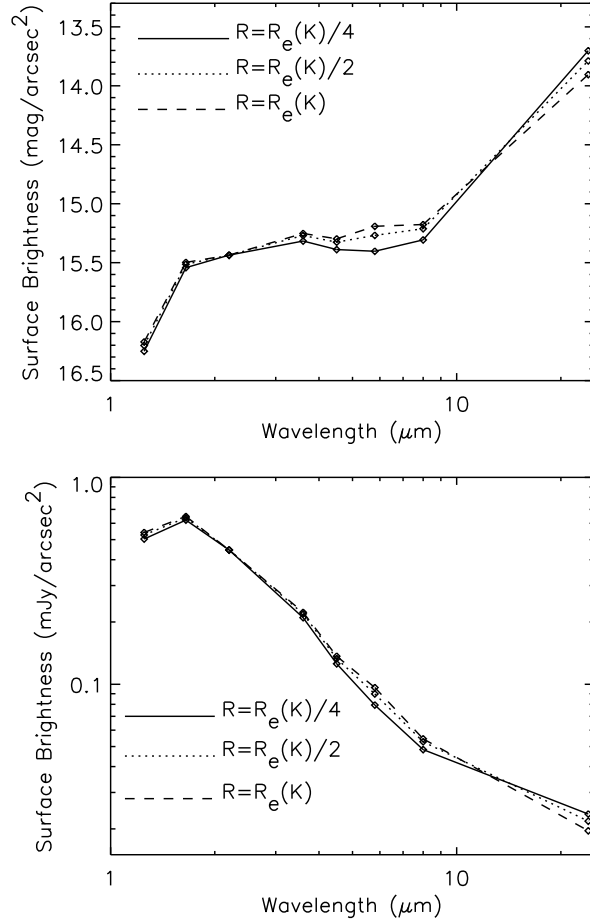 13.5
14.0
14.5
15.0
15.5
16.0
16.5
Surface Brightness (mag/arcsec²)
R=Rₑ(K)/4
R=Rₑ(K)/2
R=Rₑ(K)
1 10
Wavelength (μm)
1.0
0.1
Surface Brightness (mJy/arcsec²)
R=Rₑ(K)/4
R=Rₑ(K)/2
R=Rₑ(K)
1 10
Wavelength (μm)